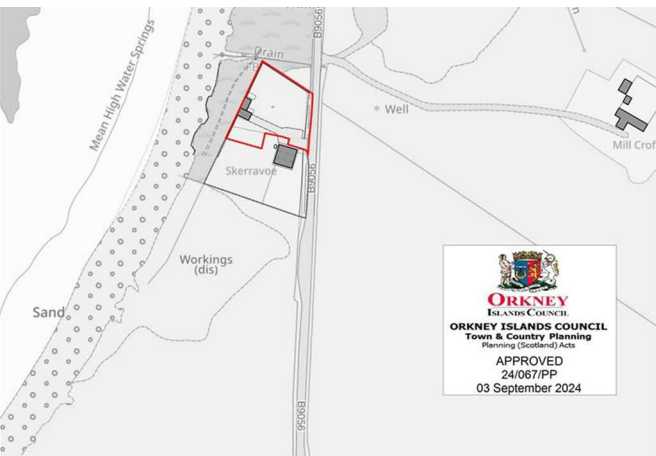 B9056
Drain
Mean High Water Springs
Well
Mill Crof
Skerravoe
B9056
Workings
(dis)
Sand
B9056
ORKNEY
ISLANDS COUNCIL
ORKNEY ISLANDS COUNCIL
Town & Country Planning
Planning (Scotland) Acts
APPROVED
24/067/PP
03 September 2024